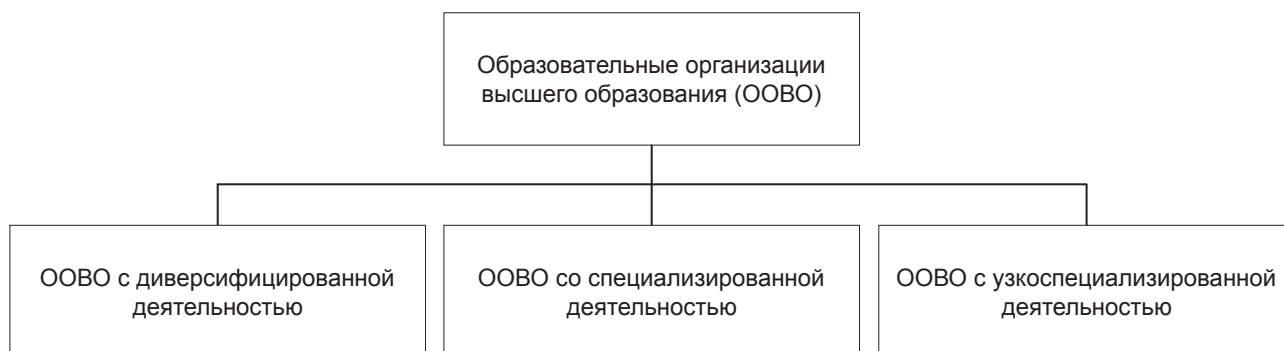 Образовательные организации
высшего образования (ООВО)
ООВО с диверсифицированной
деятельностью
ООВО со специализированной
деятельностью
ООВО с узкоспециализированной
деятельностью